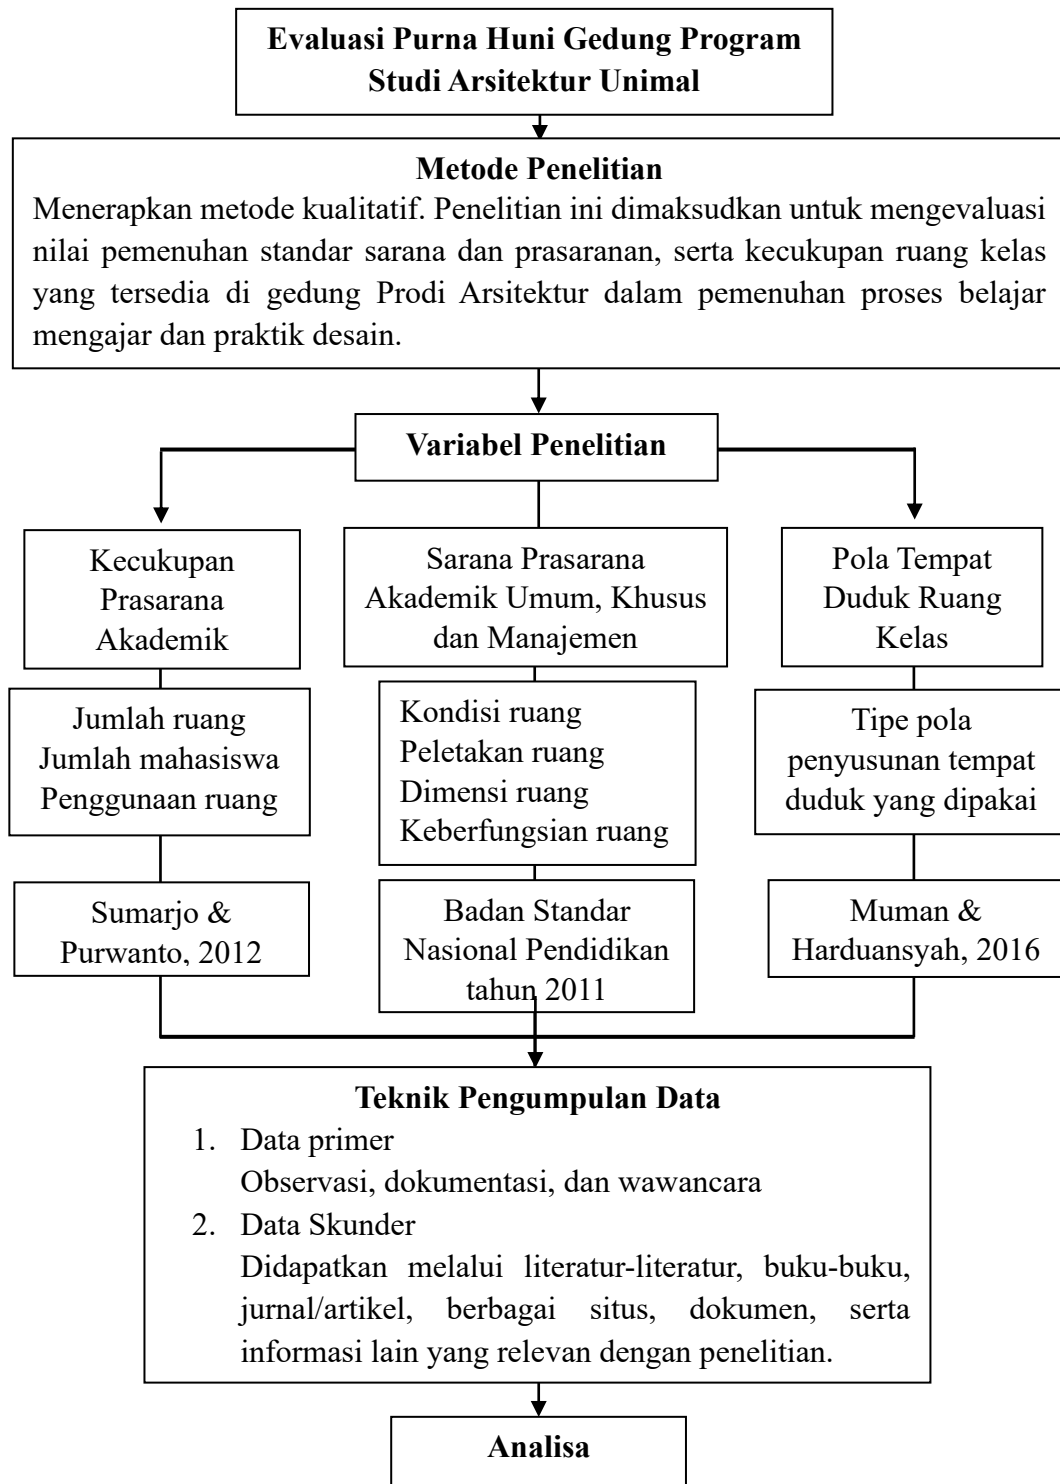 Evaluasi Purna Huni Gedung Program
Studi Arsitektur Unimal
Metode Penelitian
Menerapkan metode kualitatif. Penelitian ini dimaksudkan untuk mengevaluasi
nilai pemenuhan standar sarana dan prasaranan, serta kecukupan ruang kelas
yang tersedia di gedung Prodi Arsitektur dalam pemenuhan proses belajar
mengajar dan praktik desain.
Variabel Penelitian
Kecukupan
Prasarana
Akademik
Sarana Prasarana
Akademik Umum, Khusus
dan Manajemen
Pola Tempat
Duduk Ruang
Kelas
Jumlah ruang
Jumlah mahasiswa
Penggunaan ruang
Kondisi ruang
Peletakan ruang
Dimensi ruang
Keberfungsian ruang
Tipe pola
penyusunan tempat
duduk yang dipakai
Sumarjo &
Purwanto, 2012
Badan Standar
Nasional Pendidikan
tahun 2011
Muman &
Harduansyah, 2016
Teknik Pengumpulan Data
1. Data primer
Observasi, dokumentasi, dan wawancara
2. Data Skunder
Didapatkan melalui literatur-literatur, buku-buku,
jurnal/artikel, berbagai situs, dokumen, serta
informasi lain yang relevan dengan penelitian.
Analisa